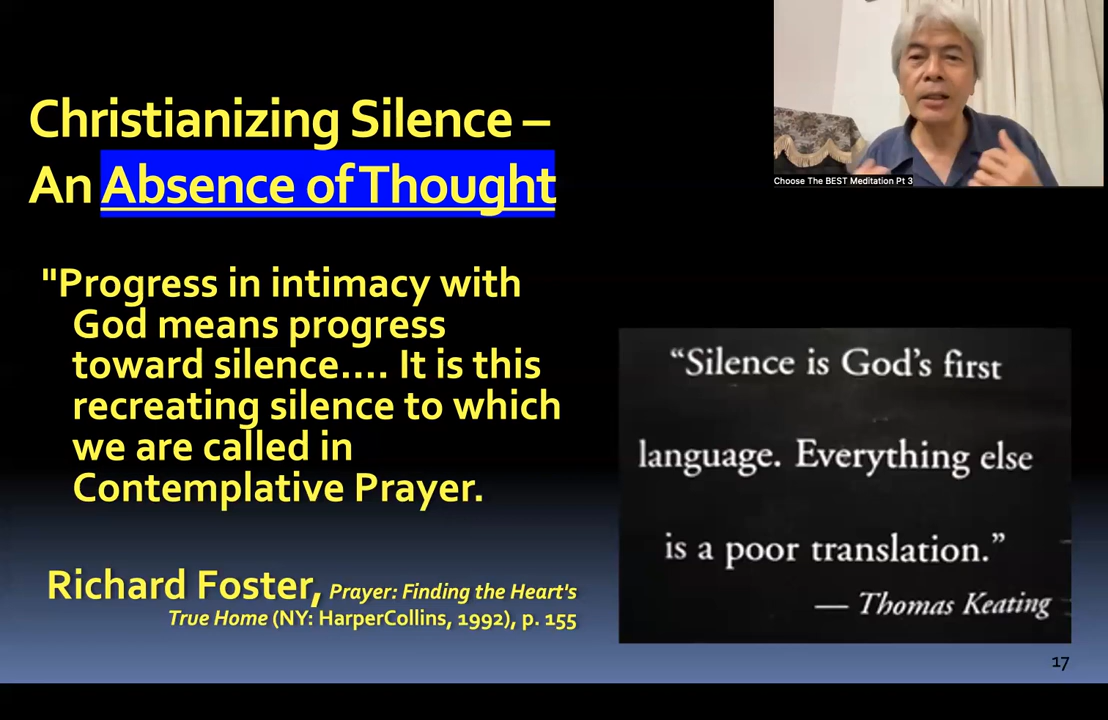 Christianizing Silence –
An Absence of Thought
"Progress in intimacy with
God means progress
toward silence.... It is this
recreating silence to which
we are called in
Contemplative Prayer.
Richard Foster, Prayer: Finding the Heart's
True Home (NY: HarperCollins, 1992), p. 155
Choose The BEST Meditation Pt 3
“Silence is God’s first
language. Everything else
is a poor translation.”
— Thomas Keating
17